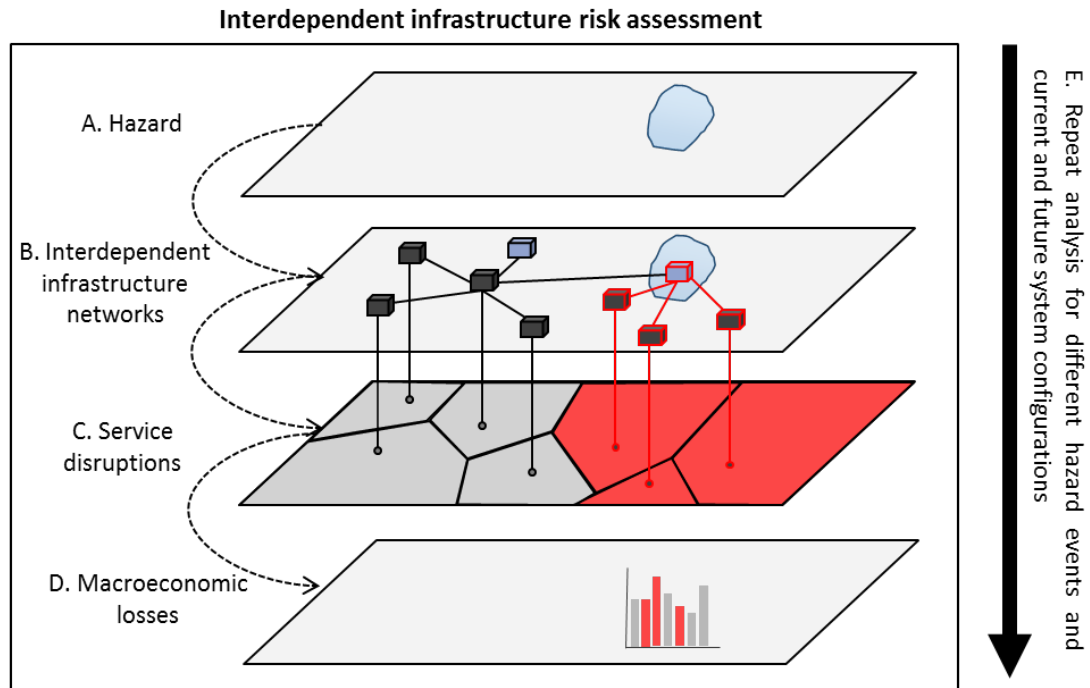 Interdependent infrastructure risk assessment
A. Hazard
B. Interdependent
infrastructure
networks
C. Service
disruptions
D. Macroeconomic
losses
E. Repeat analysis for different hazard events and
current and future system configurations